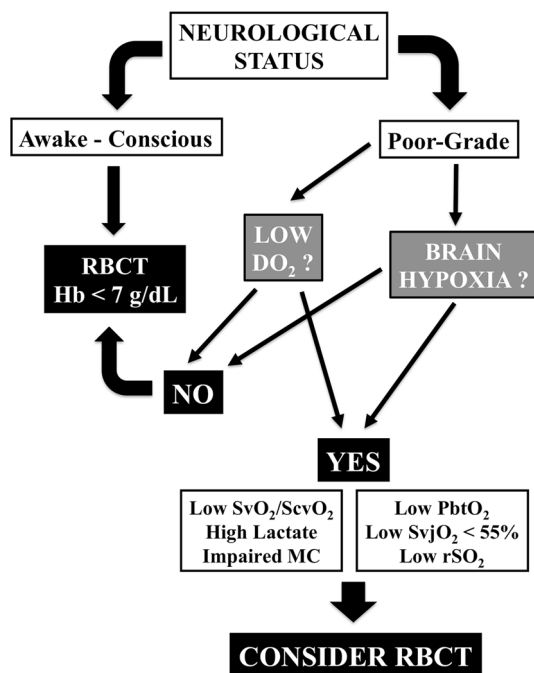 NEUROLOGICAL
STATUS
Awake - Conscious
Poor-Grade
LOW
DO₂ ?
BRAIN
HYPOXIA ?
RBCT
Hb < 7 g/dL
NO
YES
Low SvO₂/ScvO₂
High Lactate
Impaired MC
Low PbtO₂
Low SvjO₂ < 55%
Low rSO₂
CONSIDER RBCT